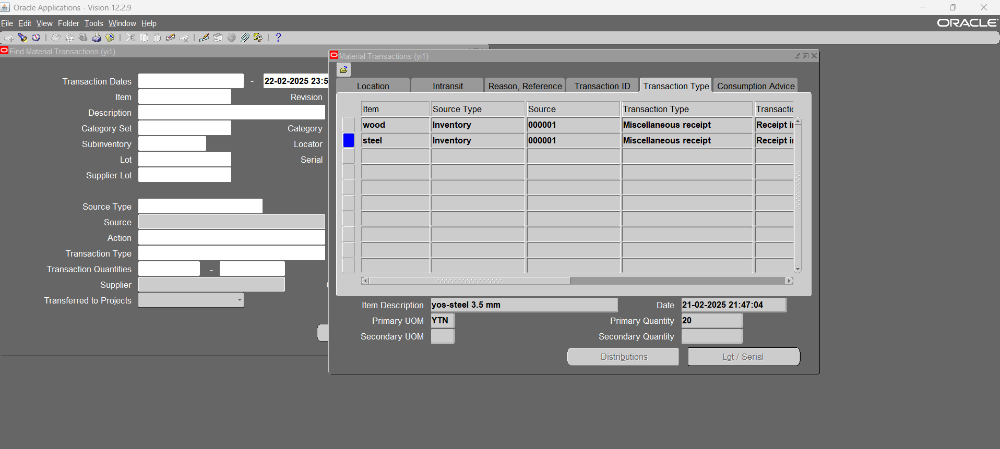 Oracle Applications - Vision 12.2.9
File Edit View Folder Tools Window Help
ORACLE
Find Material Transactions (yi1)
Transaction Dates - 22-02-2025 23:5
Item Revision
Description
Category Set Category
Subinventory Locator
Lot Serial
Supplier Lot
Source Type
Source
Action
Transaction Type
Transaction Quantities -
Supplier
Transferred to Projects
Material Transactions (yi1)
Location Intransit Reason, Reference Transaction ID Transaction Type Consumption Advice
Item Source Type Source Transaction Type Transactic
wood Inventory 000001 Miscellaneous receipt Receipt i
steel Inventory 000001 Miscellaneous receipt Receipt i
Item Description yos-steel 3.5 mm Date 21-02-2025 21:47:04
Primary UOM YTN Primary Quantity 20
Secondary UOM Secondary Quantity
Distributions Lot / Serial